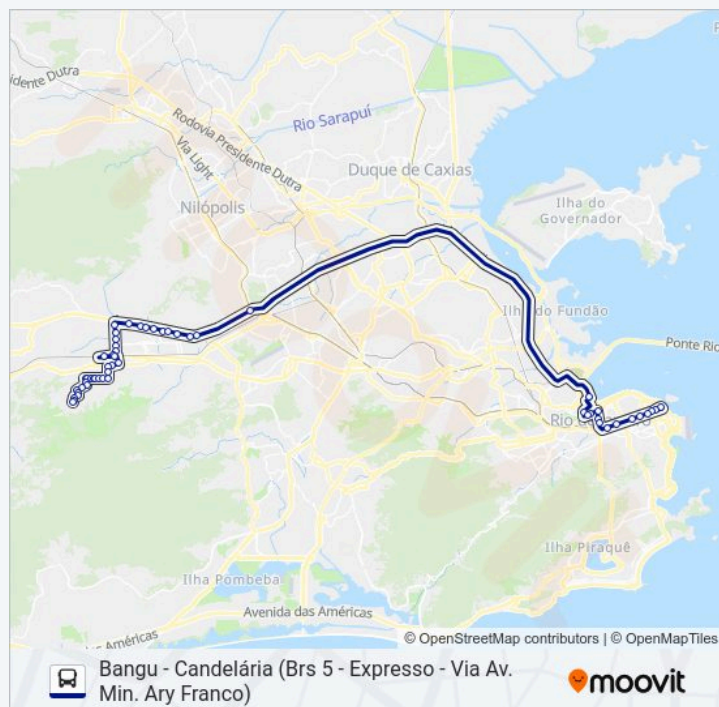 sidente Dutra
Rodovia Presidente Dutra
Rio Sarapuí
Via Light
Duque de Caxias
Nilópolis
Ilha do
Governador
Ilha do Fundão
Ponte Rio
Ilha Piraquê
Ilha Pombeba
Avenida das Américas
as Américas
© OpenStreetMap contributors | © OpenMapTiles
Bangu - Candelária (Brs 5 - Expresso - Via Av.
Min. Ary Franco)
moovit